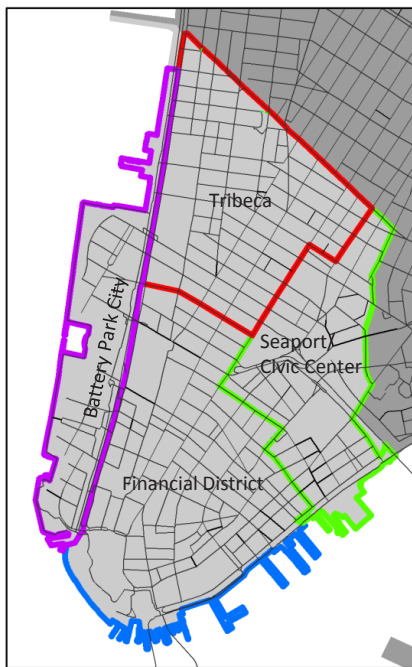 Tribeca
Battery Park City
Seaport/
Civic Center
Financial District